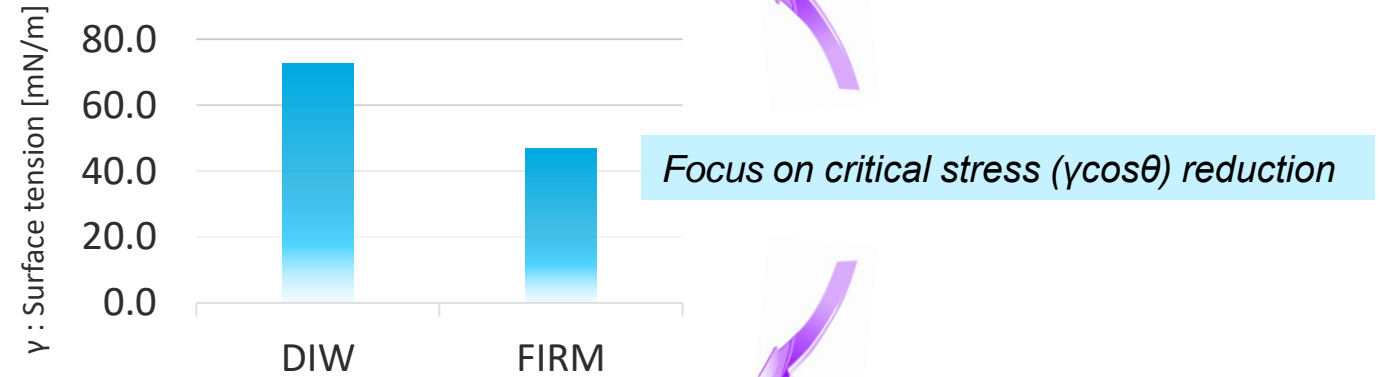 γ : Surface tension [mN/m]
80.0
60.0
40.0
20.0
0.0
DIW
FIRM
Focus on critical stress (γcosθ) reduction